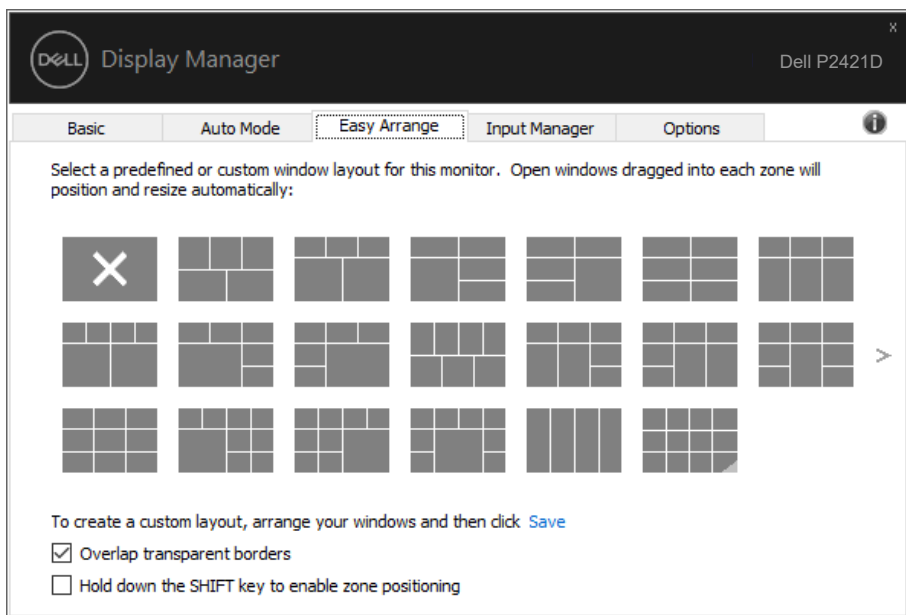 x
DELL Display Manager
Dell P2421D
Basic Auto Mode Easy Arrange Input Manager Options
Select a predefined or custom window layout for this monitor. Open windows dragged into each zone will
position and resize automatically:
>
To create a custom layout, arrange your windows and then click Save
Overlap transparent borders
Hold down the SHIFT key to enable zone positioning